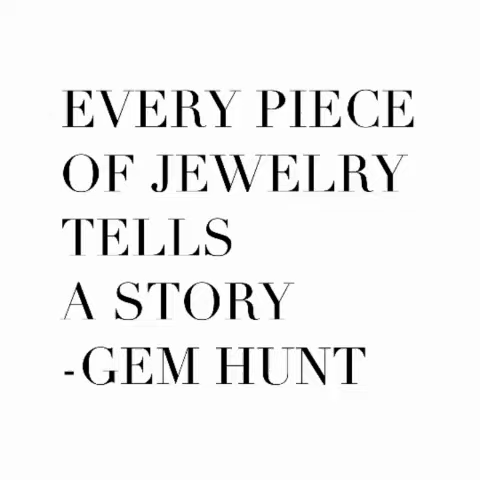 EVERY PIECE
OF JEWELRY
TELLS
A STORY
-GEM HUNT